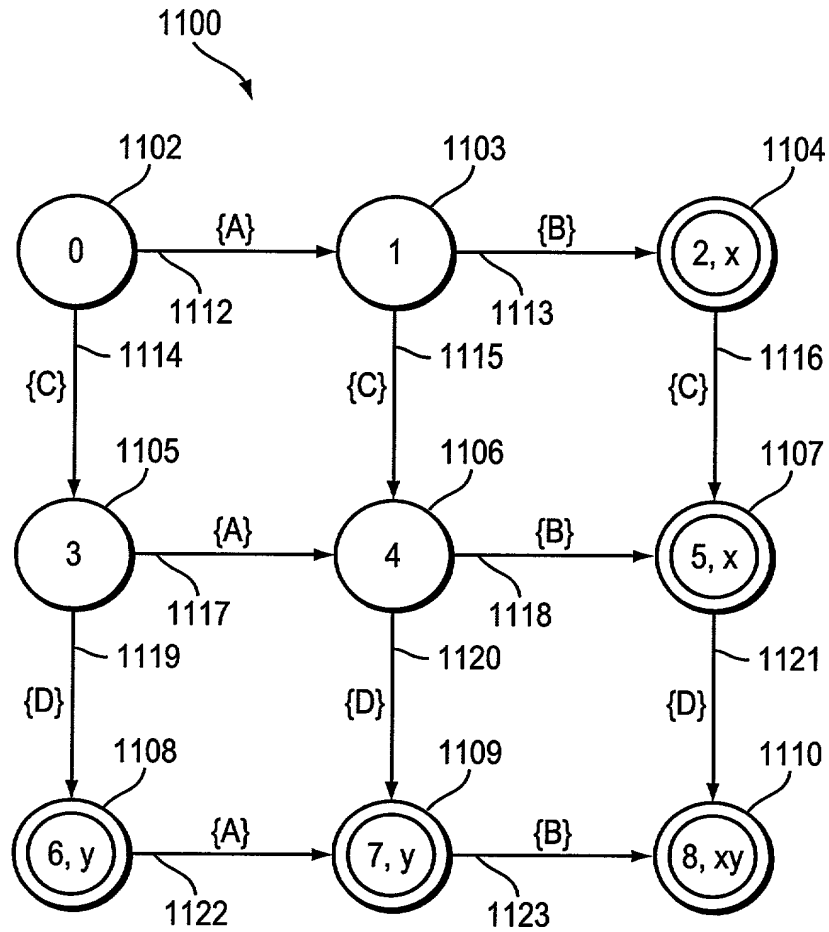 1100
1102
1103
1104
0
{A}
1
{B}
2, x
1112
1113
1114
1115
1116
{C}
{C}
{C}
1105
1106
1107
3
{A}
4
{B}
5, x
1117
1118
1119
1120
1121
{D}
{D}
{D}
1108
1109
1110
6, y
{A}
7, y
{B}
8, xy
1122
1123